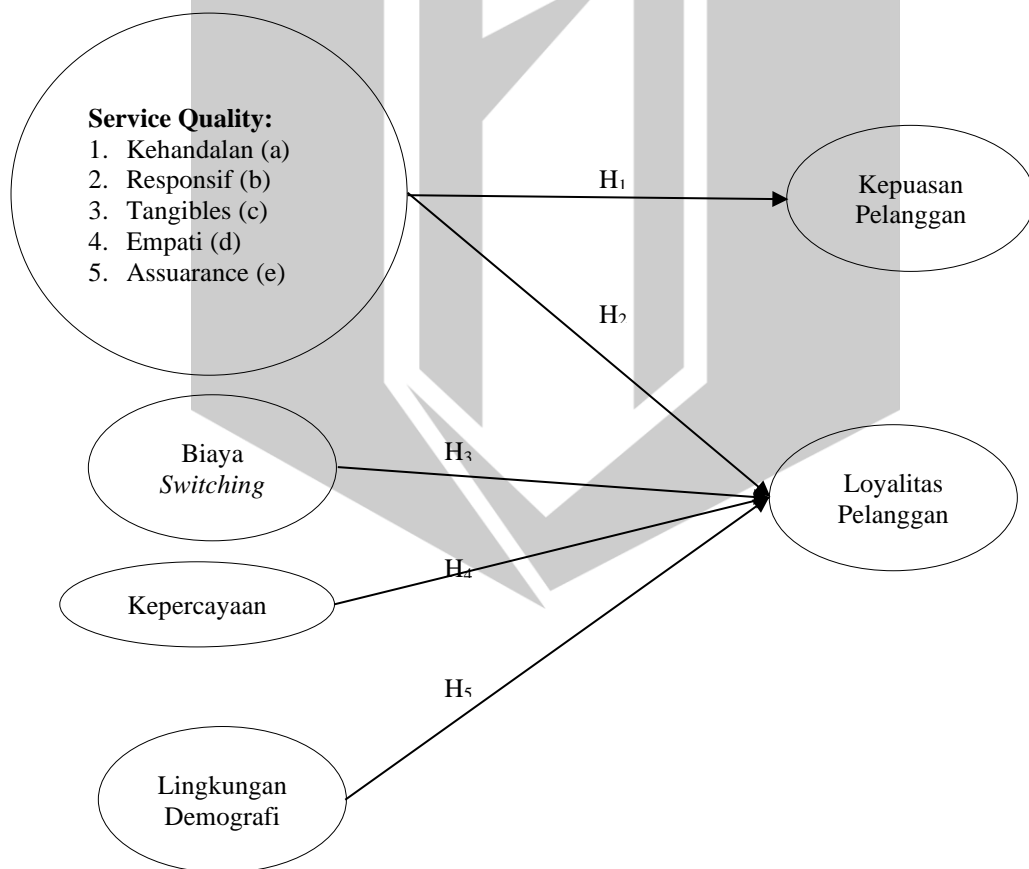 Service Quality:
1. Kehandalan (a)
2. Responsif (b)
3. Tangibles (c)
4. Empati (d)
5. Assuarance (e)
H₁
Kepuasan
Pelanggan
H₂
Biaya
Switching
H₃
Loyalitas
Pelanggan
H₄
Kepercayaan
H₅
Lingkungan
Demografi